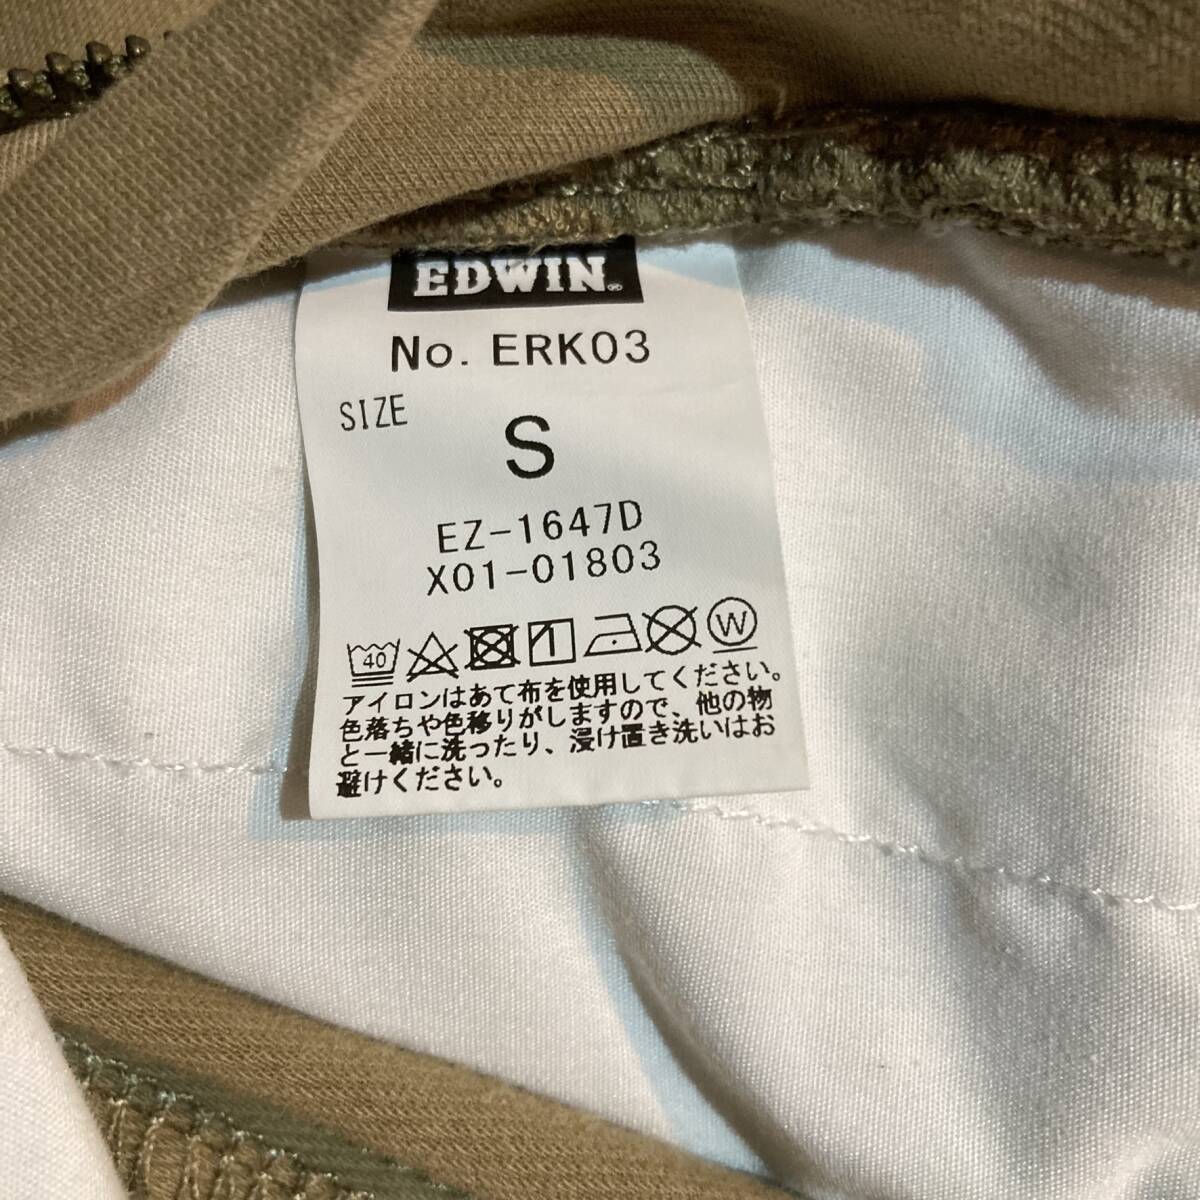 EDWIN®
No. ERK03
SIZE
S
EZ-1647D
X01-01803
40
W
アイロンはあて布を使用してください。
色落ちや色移りがしますので、他の物
と一緒に洗ったり、浸け置き洗いはお
避けください。